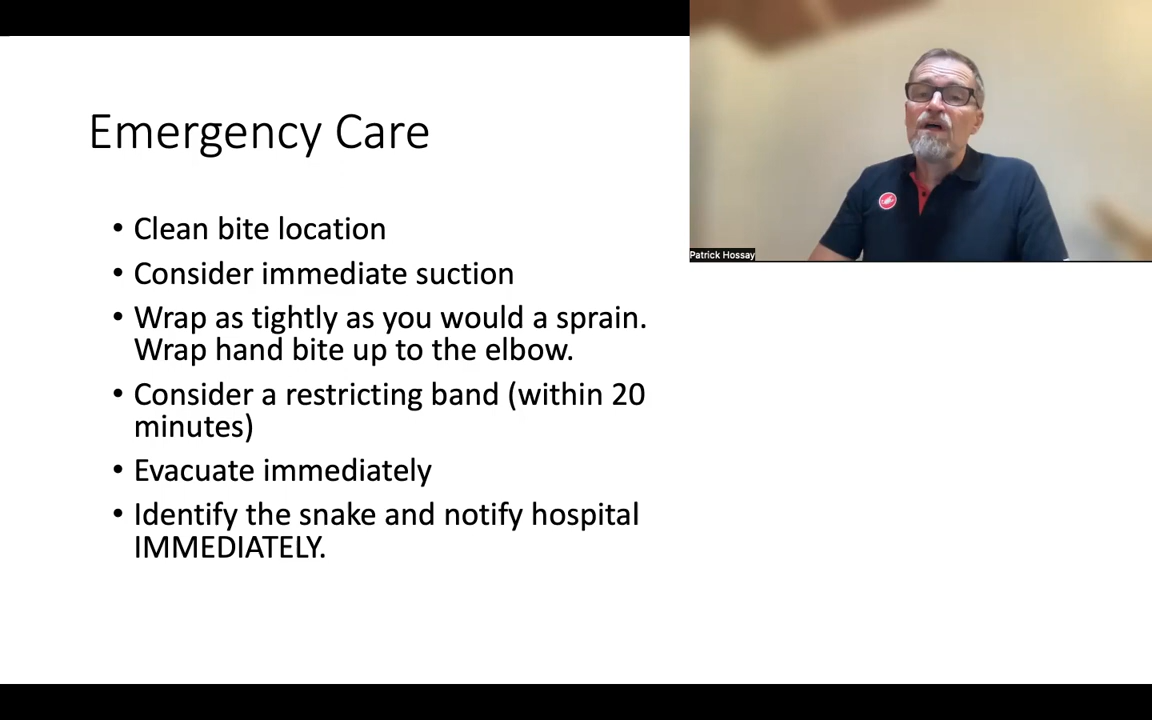 Emergency Care
• Clean bite location
• Consider immediate suction
• Wrap as tightly as you would a sprain.
Wrap hand bite up to the elbow.
• Consider a restricting band (within 20
minutes)
• Evacuate immediately
• Identify the snake and notify hospital
IMMEDIATELY.
Patrick Hossay